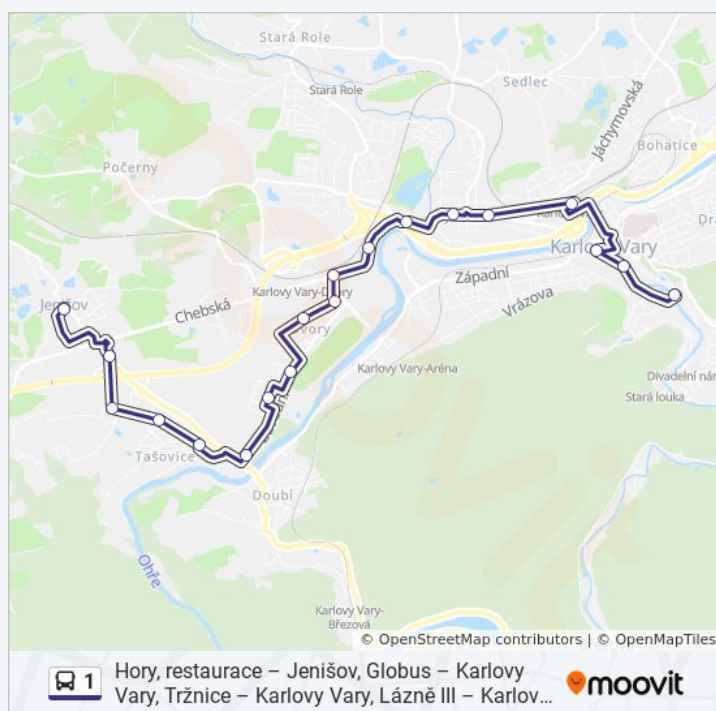 Stará Role
Sedlec
Stará Role
Jáchymovská
Bohatice
Počerny
Karlovy Vary
Západní
Jenišov
Chebská
Karlovy Vary-Dvory
Vrázova
Dvory
Karlovy Vary-Aréna
Divadelní nám
Stará louka
Tašovice
Doubí
Ohře
Karlovy Vary-
Březová
© OpenStreetMap contributors | © OpenMapTiles
1
Hory, restaurace – Jenišov, Globus – Karlovy
Vary, Tržnice – Karlovy Vary, Lázně III – Karlov…
moovit